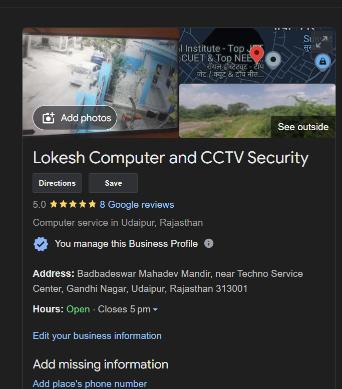 l Institute - Top JET
CUET & Top NEE
रॉयल इंस्टिट्यूट - टॉप
जेट / क्यूट & टॉप नीट...
Add photos
See outside
Lokesh Computer and CCTV Security
Directions
Save
5.0 8 Google reviews
Computer service in Udaipur, Rajasthan
You manage this Business Profile
Address: Badbadeswar Mahadev Mandir, near Techno Service
Center, Gandhi Nagar, Udaipur, Rajasthan 313001
Hours: Open · Closes 5 pm
Edit your business information
Add missing information
Add place's phone number